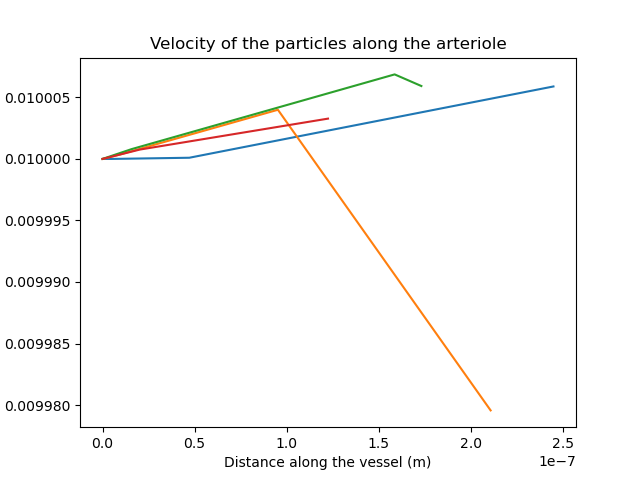 Velocity of the particles along the arteriole
0.010005
0.010000
0.009995
0.009990
0.009985
0.009980
0.0 0.5 1.0 1.5 2.0 2.5
1e−7
Distance along the vessel (m)